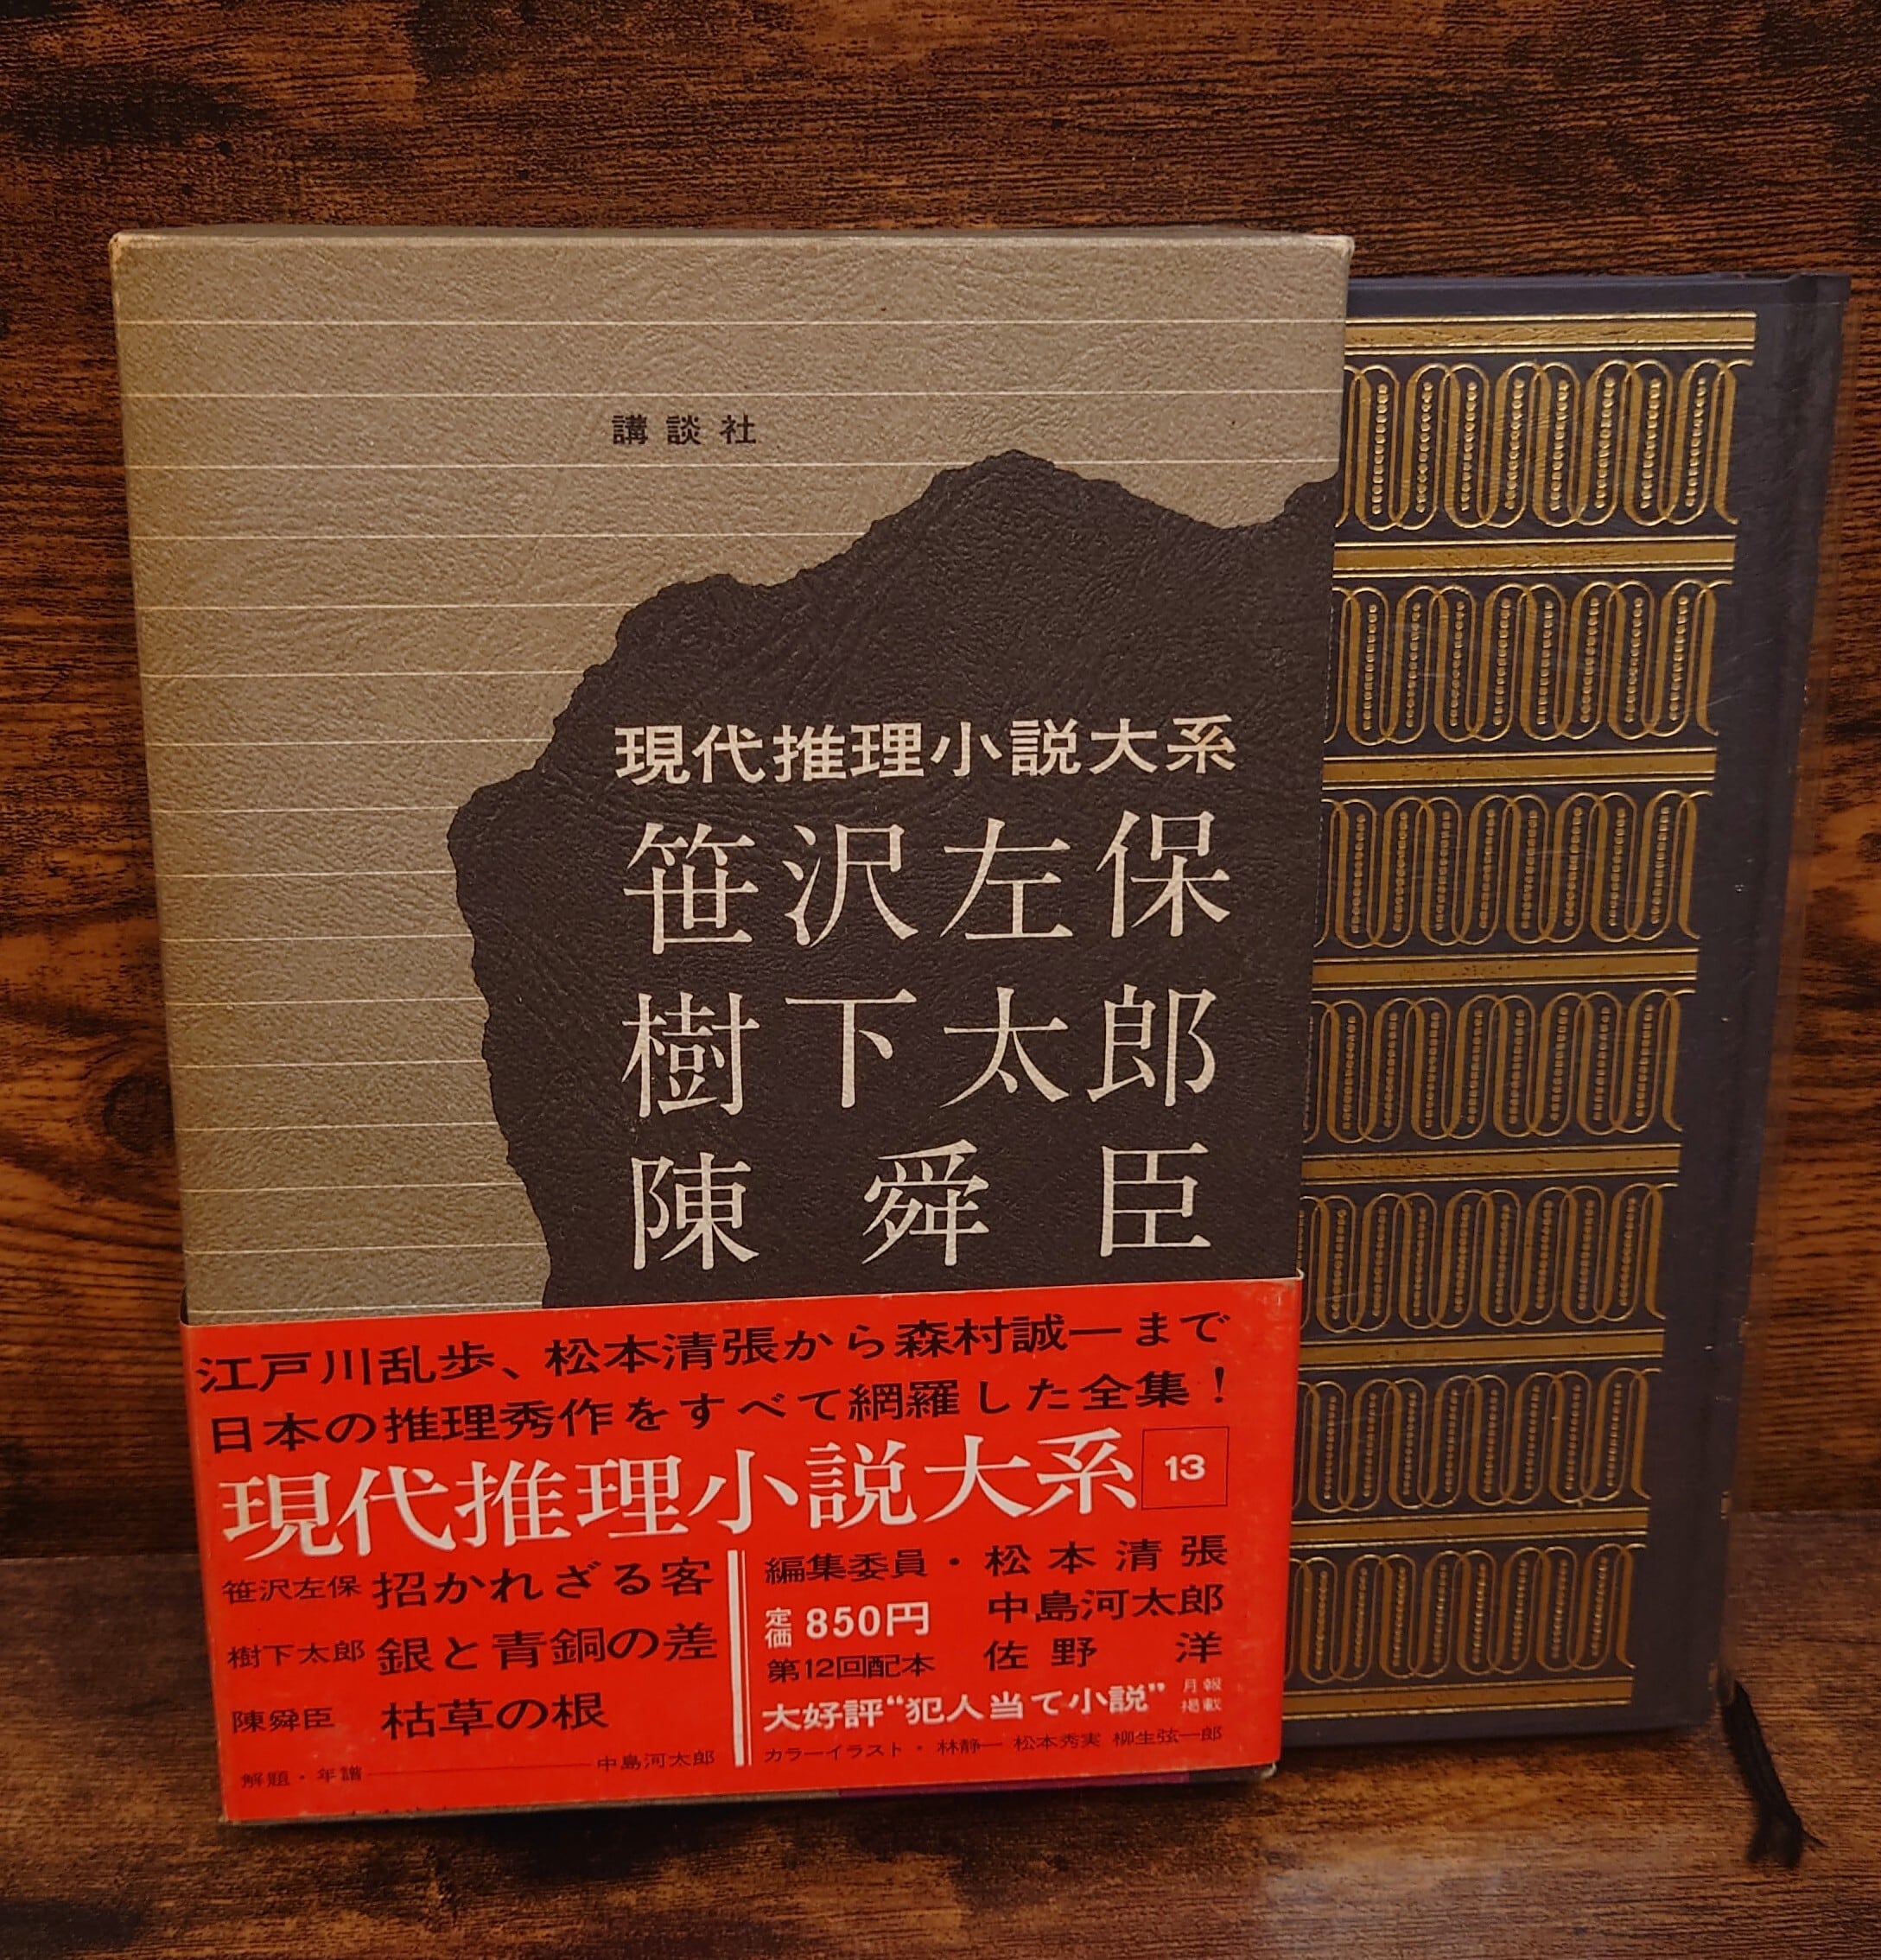 講談社
現代推理小説大系
笹沢左保
樹下太郎
陳舜臣
江戸川乱歩、松本清張から森村誠一まで
日本の推理秀作をすべて網羅した全集！
現代推理小説大系 13
笹沢左保 招かれざる客
樹下太郎 銀と青銅の差
陳舜臣 枯草の根
解題・年譜 中島河太郎
編集委員・松本清張
中島河太郎
佐野洋
定価 850円
第12回配本
大好評“犯人当て小説” 月報掲載
カラーイラスト・林静一 松本秀実 柳生弦一郎